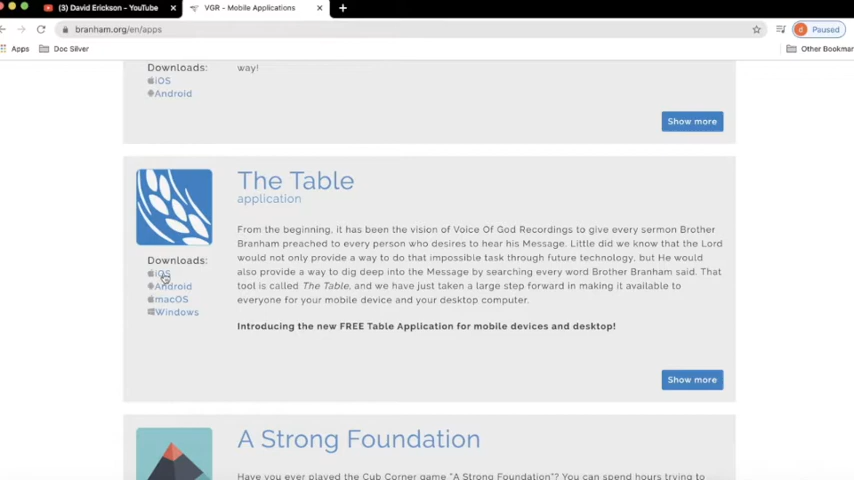 (3) David Erickson - YouTube
VGR - Mobile Applications
branham.org/en/apps
Paused
Apps
Doc Silver
Other Bookmar
Downloads:
iOS
Android
way!
Show more
The Table
application
From the beginning, it has been the vision of Voice Of God Recordings to give every sermon Brother
Branham preached to every person who desires to hear his Message. Little did we know that the Lord
would not only provide a way to do that impossible task through future technology, but He would
also provide a way to dig deep into the Message by searching every word Brother Branham said. That
tool is called The Table, and we have just taken a large step forward in making it available to
everyone for your mobile device and your desktop computer.
Introducing the new FREE Table Application for mobile devices and desktop!
Downloads:
iOS
Android
macOS
Windows
Show more
A Strong Foundation
Have you ever played the Cub Corner game "A Strong Foundation"? You can spend hours trying to